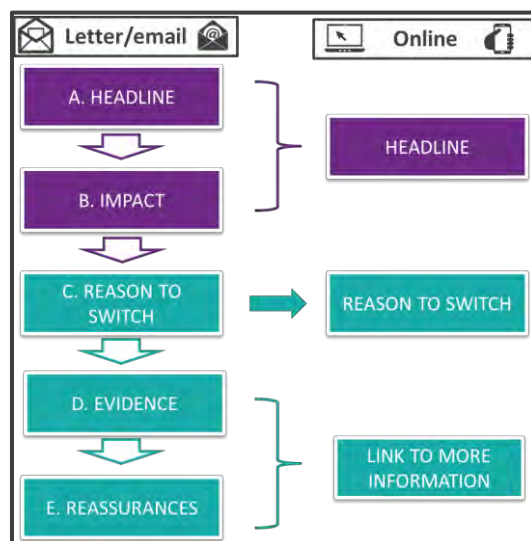 Letter/email
Online
A. HEADLINE
B. IMPACT
HEADLINE
C. REASON TO
SWITCH
REASON TO SWITCH
D. EVIDENCE
E. REASSURANCES
LINK TO MORE
INFORMATION